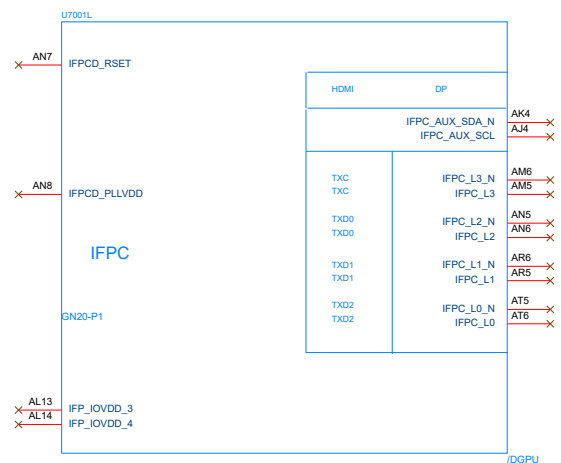 U7001L
AN7
IFPCD_RSET
HDMI DP
IFPC_AUX_SDA_N AK4
IFPC_AUX_SCL AJ4
TXC IFPC_L3_N AM6
TXC IFPC_L3 AM5
AN8
IFPCD_PLLVDD
TXD0 IFPC_L2_N AN5
TXD0 IFPC_L2 AN6
IFPC
TXD1 IFPC_L1_N AR6
TXD1 IFPC_L1 AR5
TXD2 IFPC_L0_N AT5
TXD2 IFPC_L0 AT6
GN20-P1
AL13 IFP_IOVDD_3
AL14 IFP_IOVDD_4
/DGPU